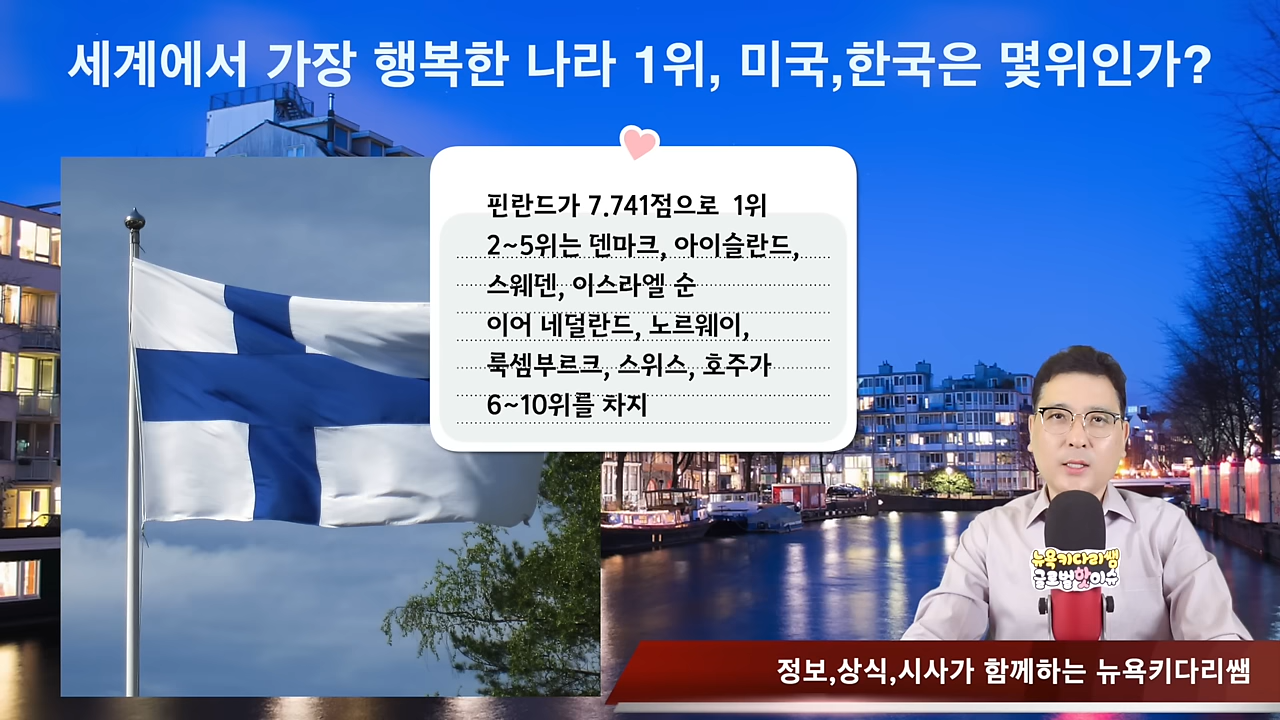 세계에서 가장 행복한 나라 1위, 미국,한국은 몇위인가?
핀란드가 7.741점으로 1위
2~5위는 덴마크, 아이슬란드,
스웨덴, 이스라엘 순
이어 네덜란드, 노르웨이,
룩셈부르크, 스위스, 호주가
6~10위를 차지
뉴욕키다리쌤
글로벌핫이슈
정보,상식,시사가 함께하는 뉴욕키다리쌤